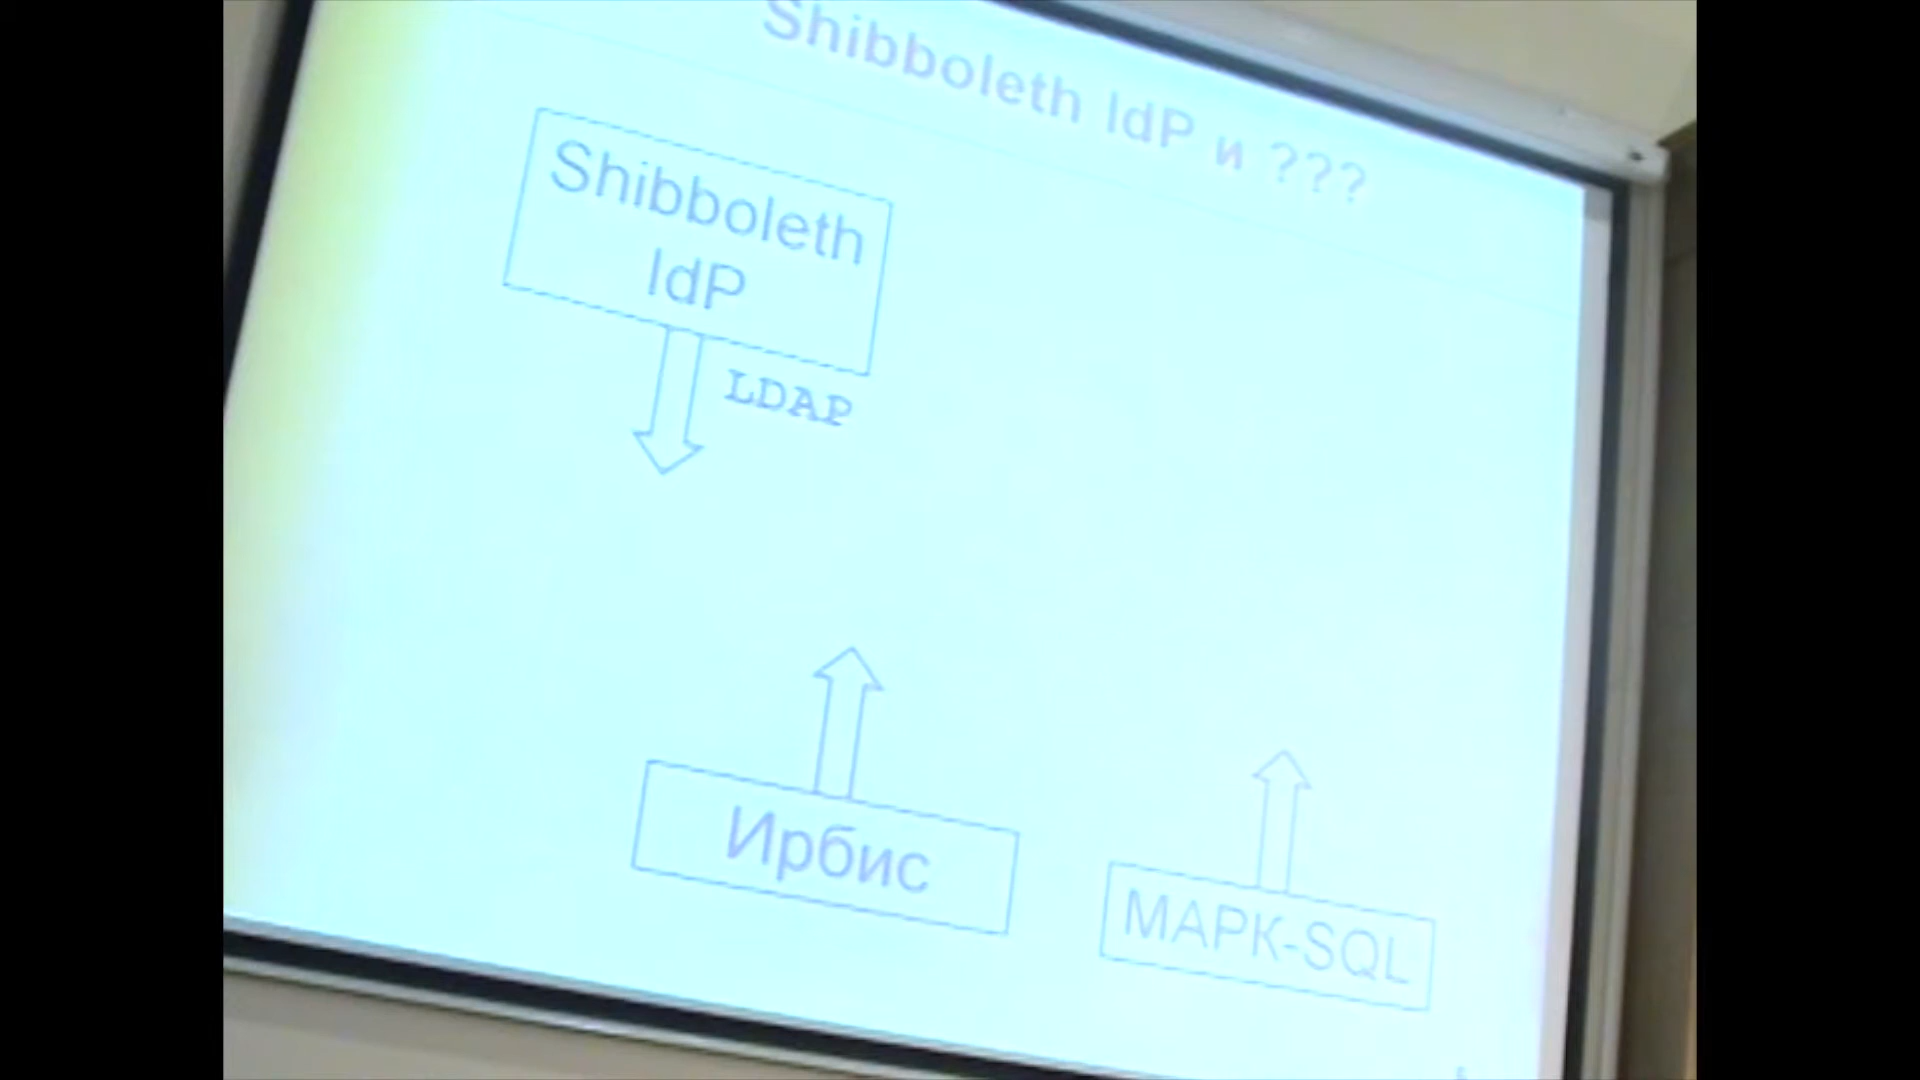 Shibboleth IdP и ???
Shibboleth
IdP
LDAP
Ирбис
МАРК-SQL